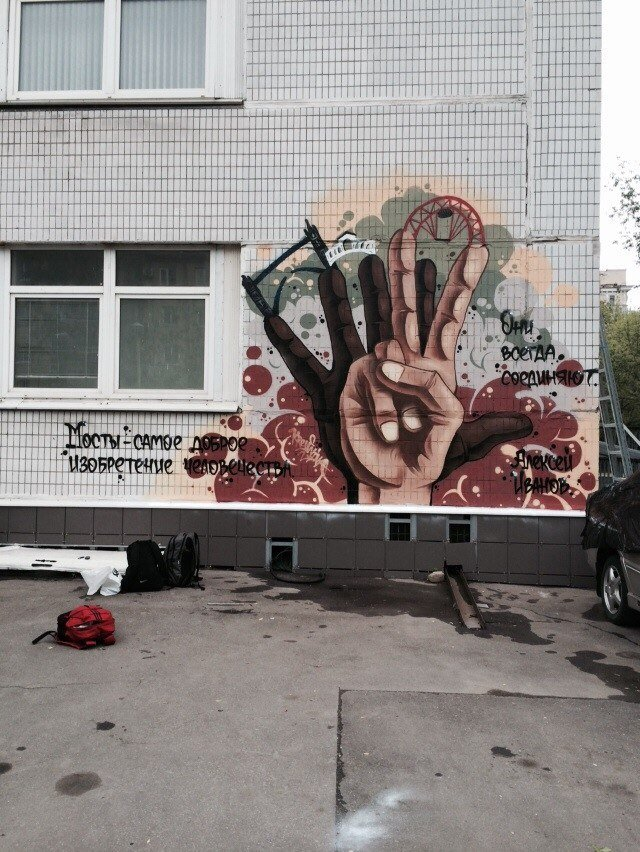 Мосты - самое доброе
изобретение человечества
Они
всегда
соединяют.
Алексей
Иванов.